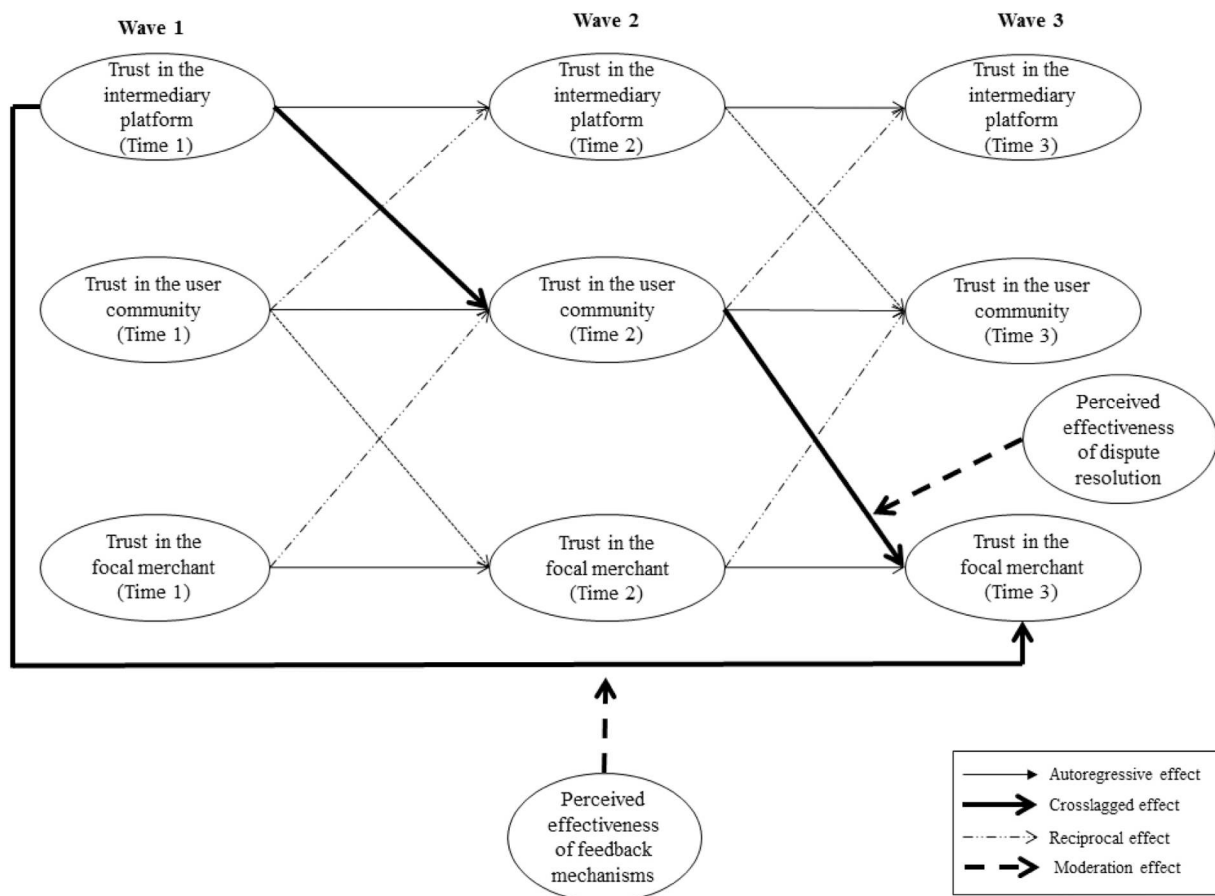 Wave 1
Wave 2
Wave 3
Trust in the
intermediary
platform
(Time 1)
Trust in the
intermediary
platform
(Time 2)
Trust in the
intermediary
platform
(Time 3)
Trust in the user
community
(Time 1)
Trust in the user
community
(Time 2)
Trust in the user
community
(Time 3)
Perceived
effectiveness
of dispute
resolution
Trust in the
focal merchant
(Time 1)
Trust in the
focal merchant
(Time 2)
Trust in the
focal merchant
(Time 3)
Perceived
effectiveness
of feedback
mechanisms
Autoregressive effect
Crosslagged effect
Reciprocal effect
Moderation effect